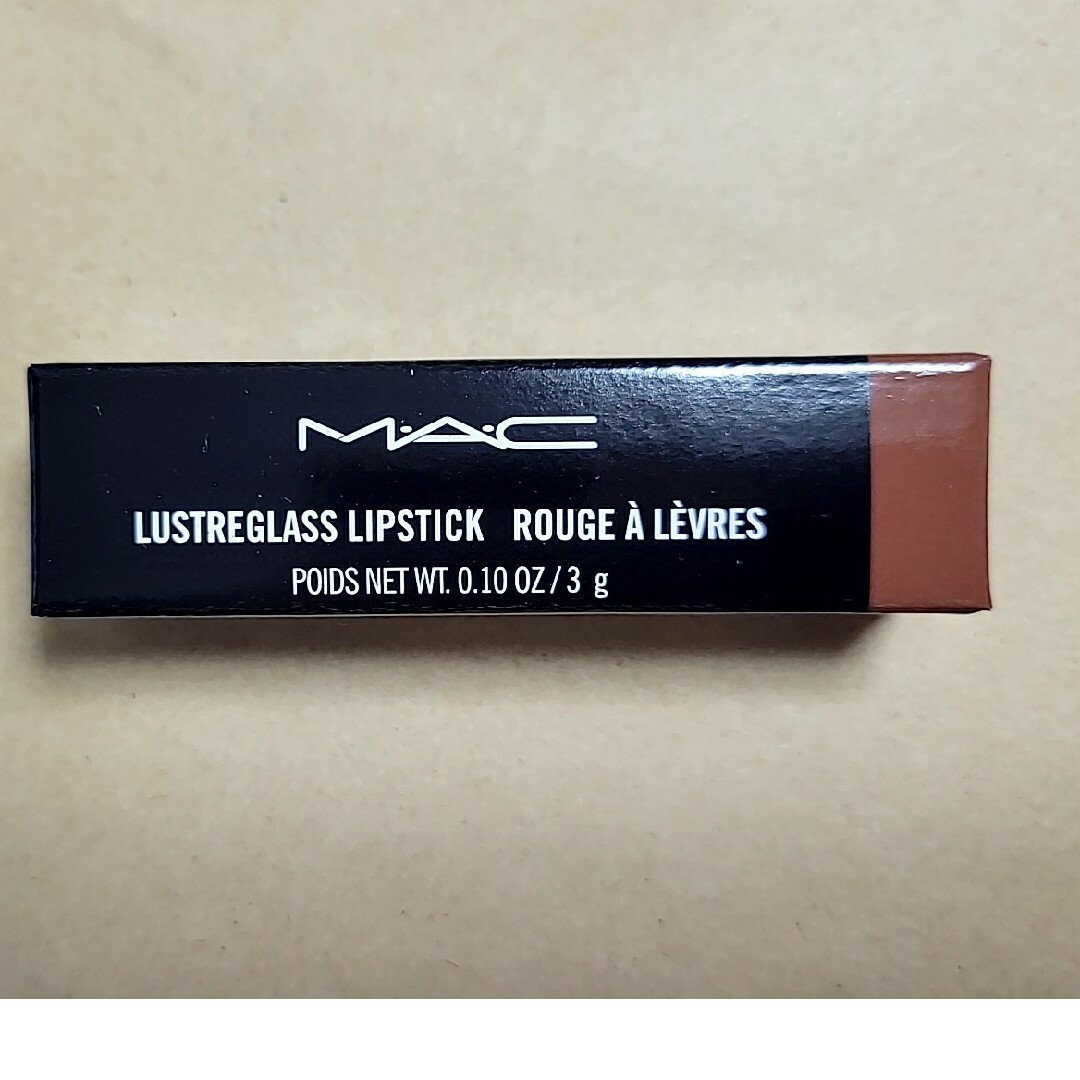 M·A·C
LUSTREGLASS LIPSTICK ROUGE À LÈVRES
POIDS NET WT. 0.10 OZ / 3 g